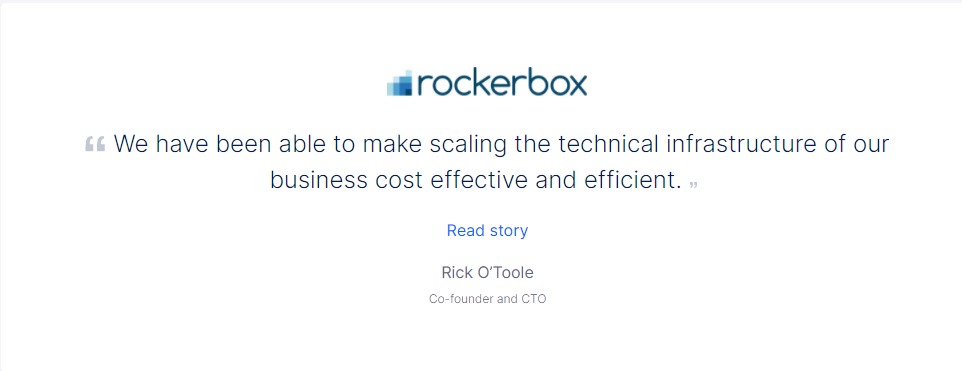 rockerbox
“ We have been able to make scaling the technical infrastructure of our
business cost effective and efficient. ”
Read story
Rick O’Toole
Co-founder and CTO